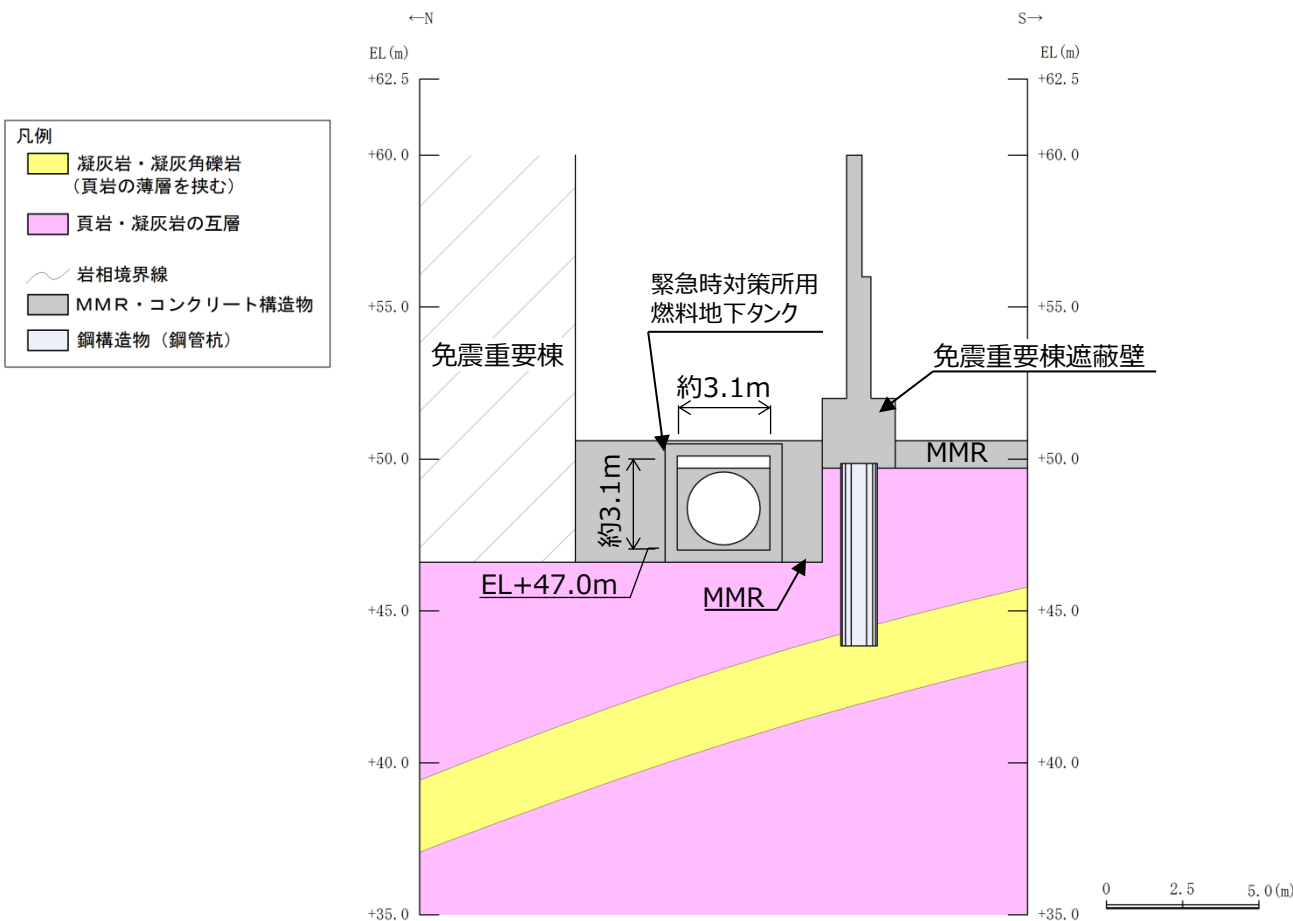 ←N
S→
EL(m)
EL(m)
+62.5
+62.5
凡例
凝灰岩・凝灰角礫岩
(頁岩の薄層を挟む)
頁岩・凝灰岩の互層
岩相境界線
MMR・コンクリート構造物
鋼構造物（鋼管杭）
+60.0
+60.0
緊急時対策所用
燃料地下タンク
+55.0
+55.0
免震重要棟
免震重要棟遮蔽壁
約3.1m
MMR
+50.0
+50.0
約3.1m
EL+47.0m
MMR
+45.0
+45.0
+40.0
+40.0
+35.0
+35.0
0 2.5 5.0(m)